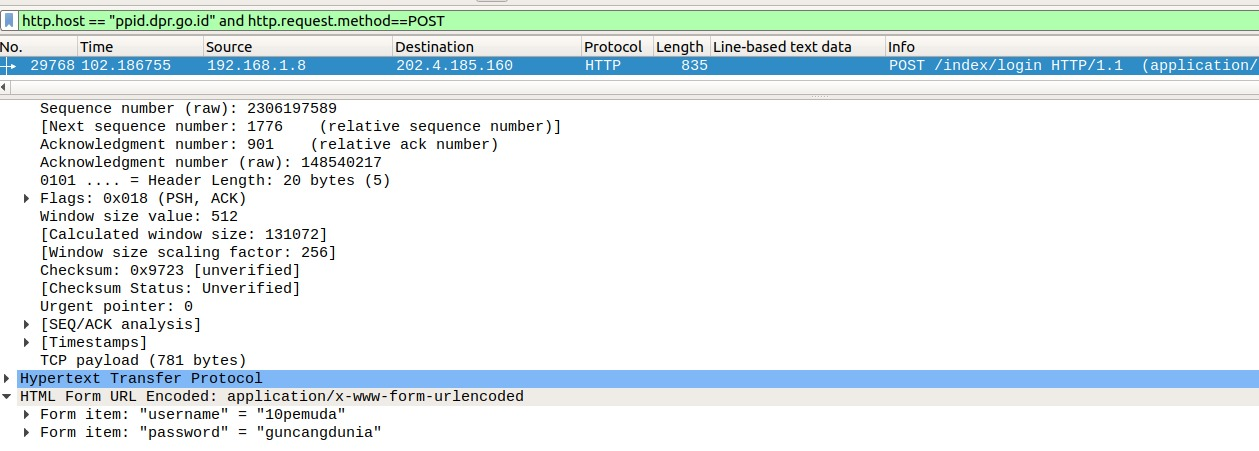 http.host == "ppid.dpr.go.id" and http.request.method==POST
No. Time Source Destination Protocol Length Line-based text data Info
29768 102.186755 192.168.1.8 202.4.185.160 HTTP 835 POST /index/login HTTP/1.1 (application/
Sequence number (raw): 2306197589
[Next sequence number: 1776 (relative sequence number)]
Acknowledgment number: 901 (relative ack number)
Acknowledgment number (raw): 148540217
0101 .... = Header Length: 20 bytes (5)
Flags: 0x018 (PSH, ACK)
Window size value: 512
[Calculated window size: 131072]
[Window size scaling factor: 256]
Checksum: 0x9723 [unverified]
[Checksum Status: Unverified]
Urgent pointer: 0
[SEQ/ACK analysis]
[Timestamps]
TCP payload (781 bytes)
Hypertext Transfer Protocol
HTML Form URL Encoded: application/x-www-form-urlencoded
Form item: "username" = "10pemuda"
Form item: "password" = "guncangdunia"